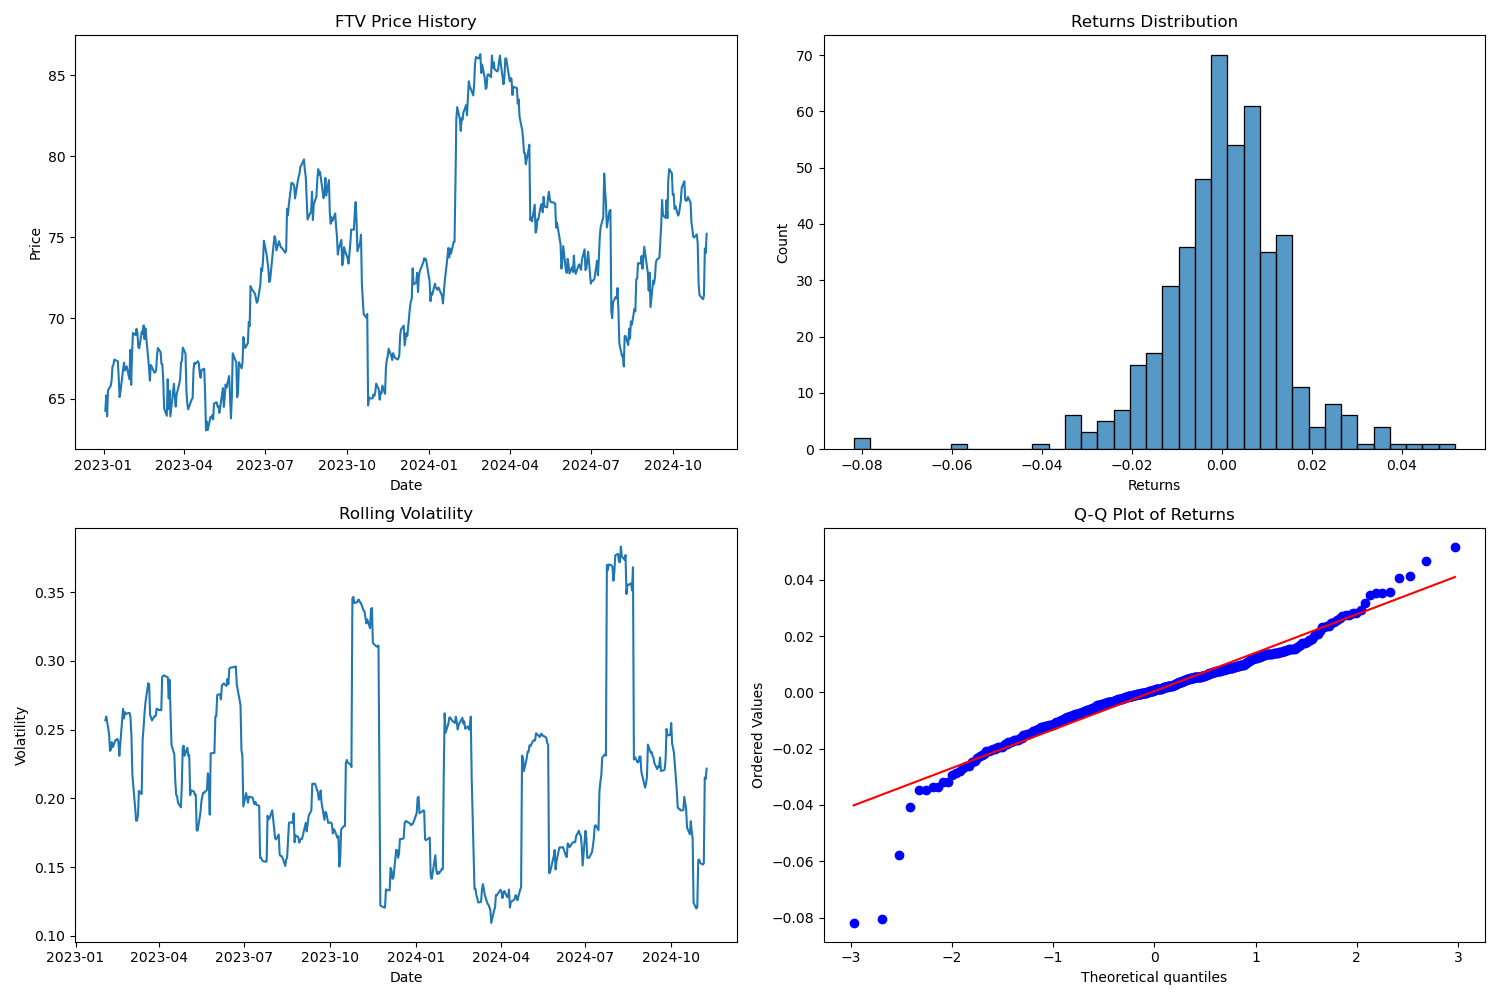 FTV Price History
Price
85
80
75
70
65
2023-01 2023-04 2023-07 2023-10 2024-01 2024-04 2024-07 2024-10
Date
Returns Distribution
Count
70
60
50
40
30
20
10
0
−0.08 −0.06 −0.04 −0.02 0.00 0.02 0.04
Returns
Rolling Volatility
Volatility
0.35
0.30
0.25
0.20
0.15
0.10
2023-01 2023-04 2023-07 2023-10 2024-01 2024-04 2024-07 2024-10
Date
Q-Q Plot of Returns
Ordered Values
0.04
0.02
0.00
−0.02
−0.04
−0.06
−0.08
−3 −2 −1 0 1 2 3
Theoretical quantiles